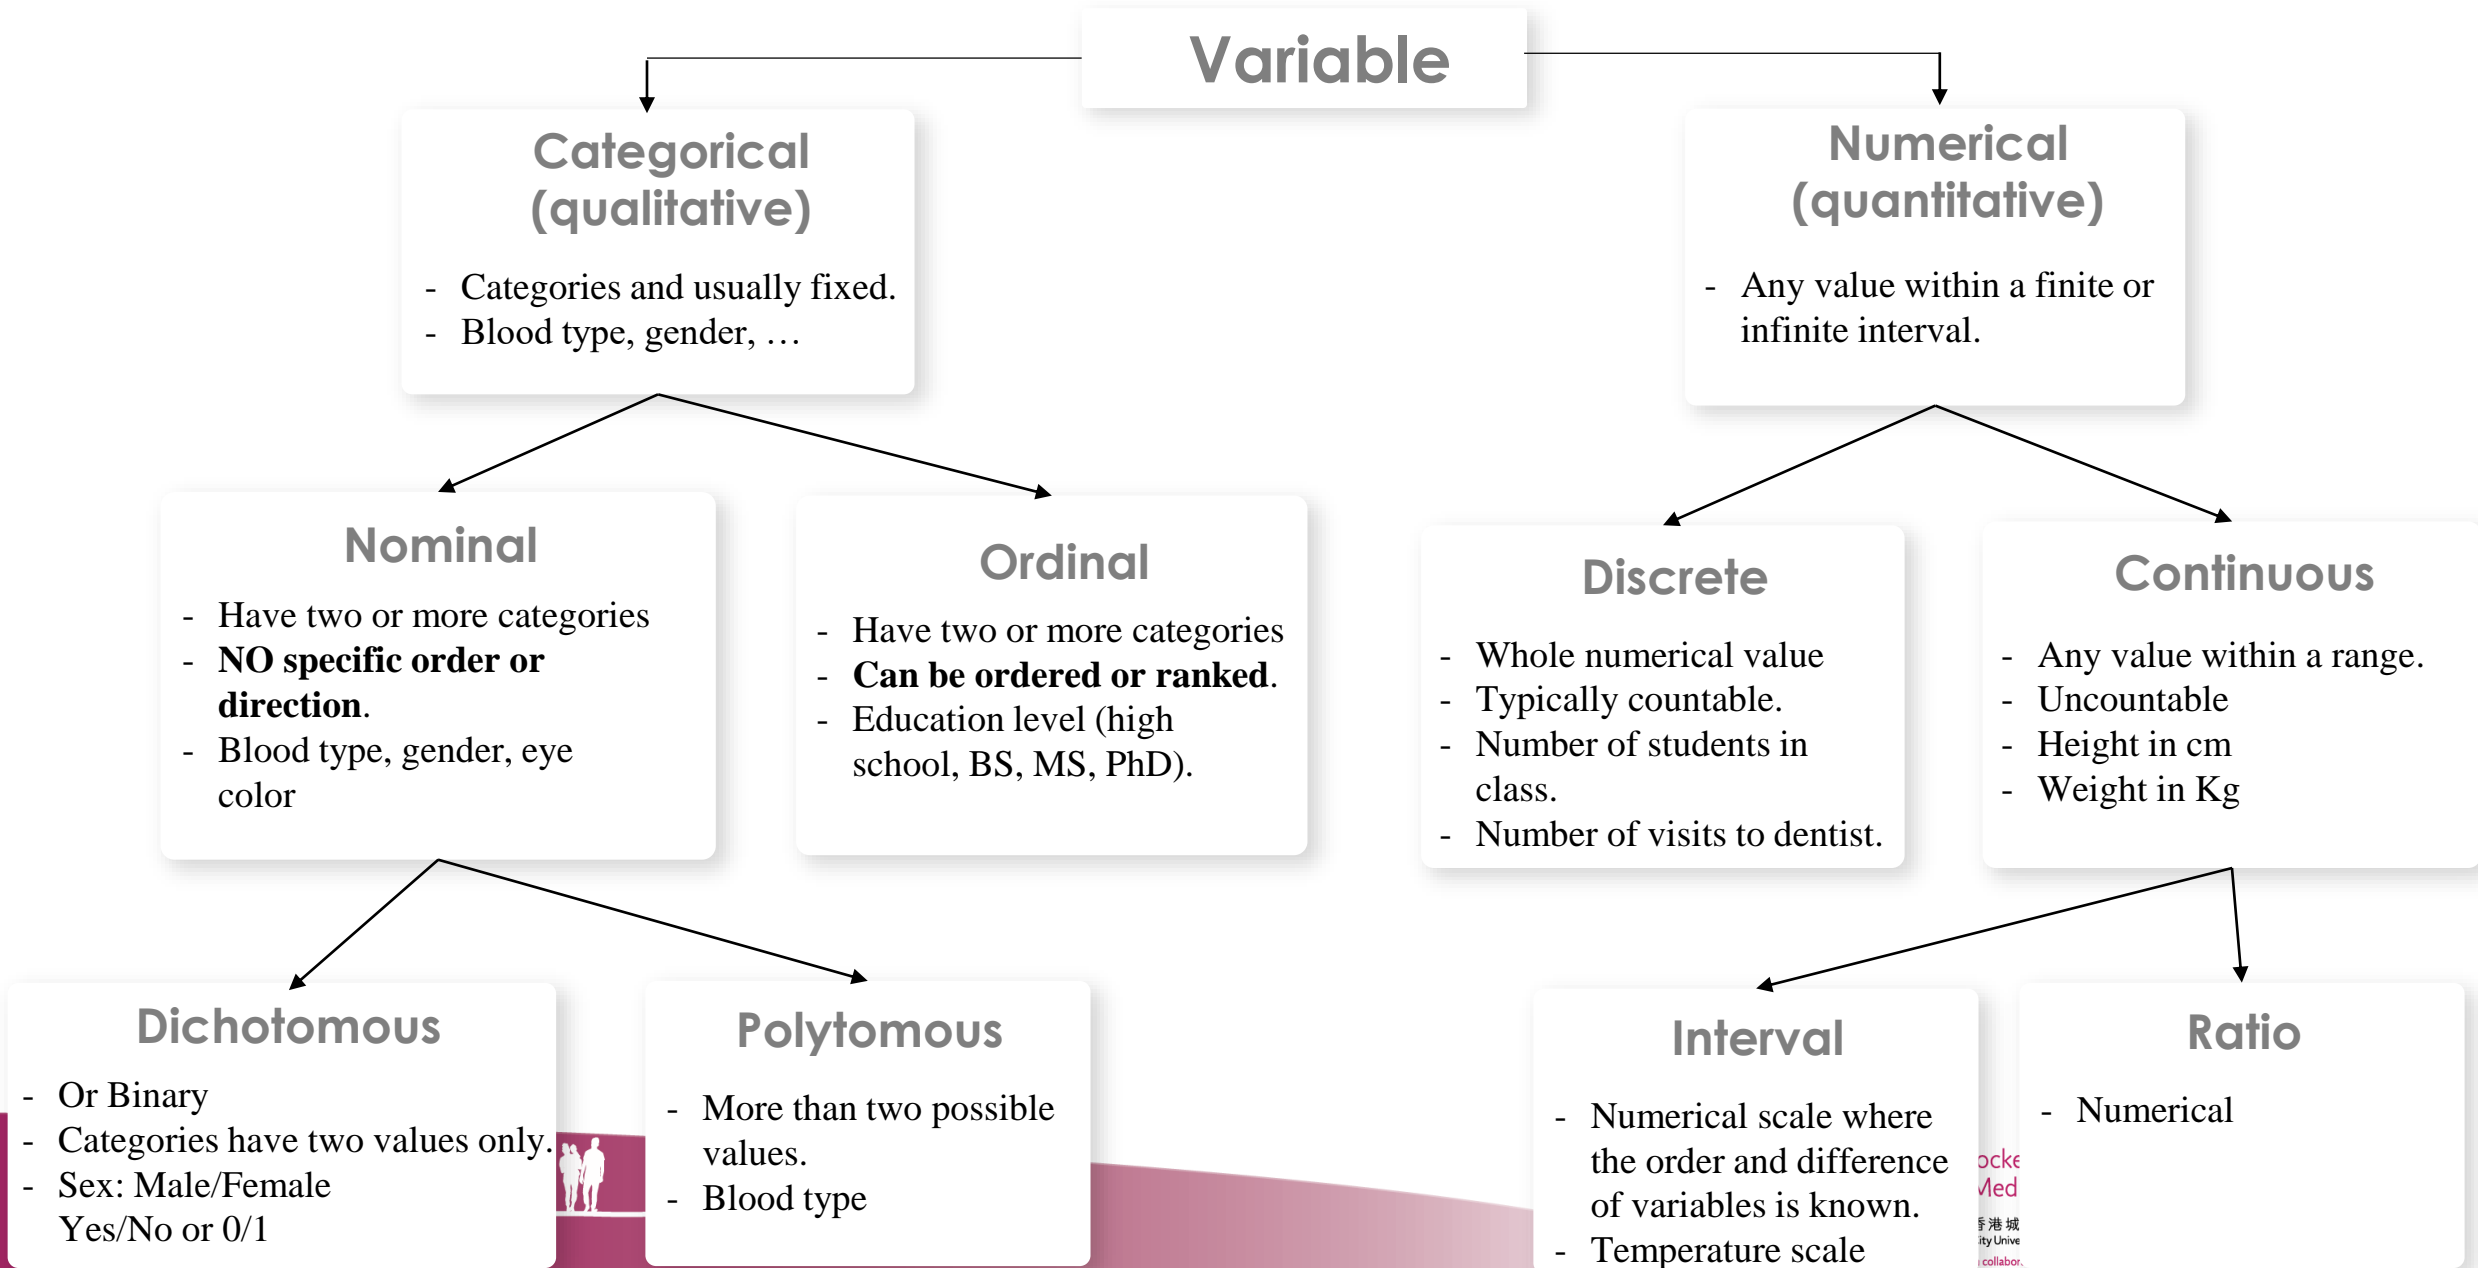 Variable
Categorical
(qualitative)
- Categories and usually fixed.
- Blood type, gender, …
Numerical
(quantitative)
- Any value within a finite or
infinite interval.
Nominal
- Have two or more categories
- NO specific order or
direction.
- Blood type, gender, eye
color
Ordinal
- Have two or more categories
- Can be ordered or ranked.
- Education level (high
school, BS, MS, PhD).
Discrete
- Whole numerical value
- Typically countable.
- Number of students in
class.
- Number of visits to dentist.
Continuous
- Any value within a range.
- Uncountable
- Height in cm
- Weight in Kg
Dichotomous
- Or Binary
- Categories have two values only.
- Sex: Male/Female
Yes/No or 0/1
Polytomous
- More than two possible
values.
- Blood type
Interval
- Numerical scale where
the order and difference
of variables is known.
- Temperature scale
Ratio
- Numerical